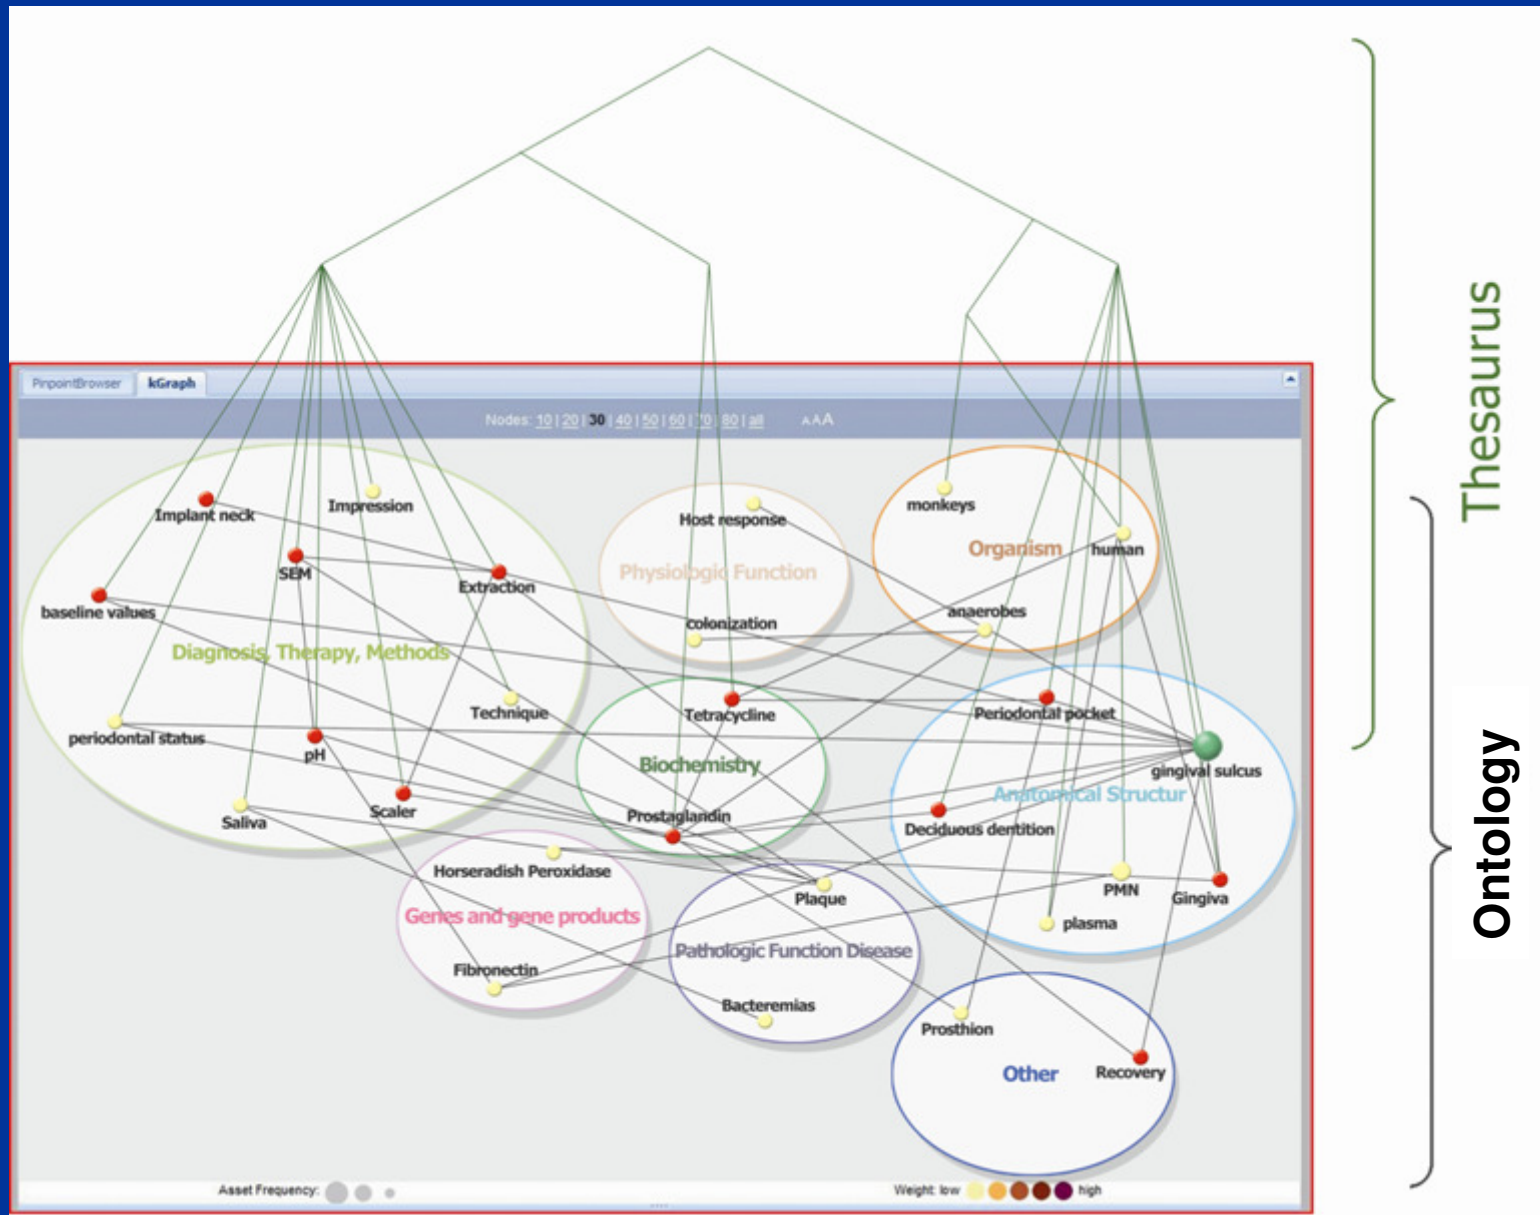 Thesaurus
Ontology
PinpointBrowser
kGraph
Nodes: 10 | 20 | 30 | 40 | 50 | 60 | 70 | 80 | all AAA
Implant neck
Impression
SEM
Extraction
baseline values
Diagnosis, Therapy, Methods
Technique
periodontal status
pH
Saliva
Scaler
Host response
Physiologic Function
colonization
monkeys
Organism
human
anaerobes
Tetracycline
Biochemistry
Prostaglandin
Periodontal pocket
gingival sulcus
Anatomical Structur
Deciduous dentition
PMN
Gingiva
plasma
Horseradish Peroxidase
Genes and gene products
Fibronectin
Plaque
Pathologic Function Disease
Bacteremias
Prosthion
Other
Recovery
Asset Frequency:
Weight: low
high